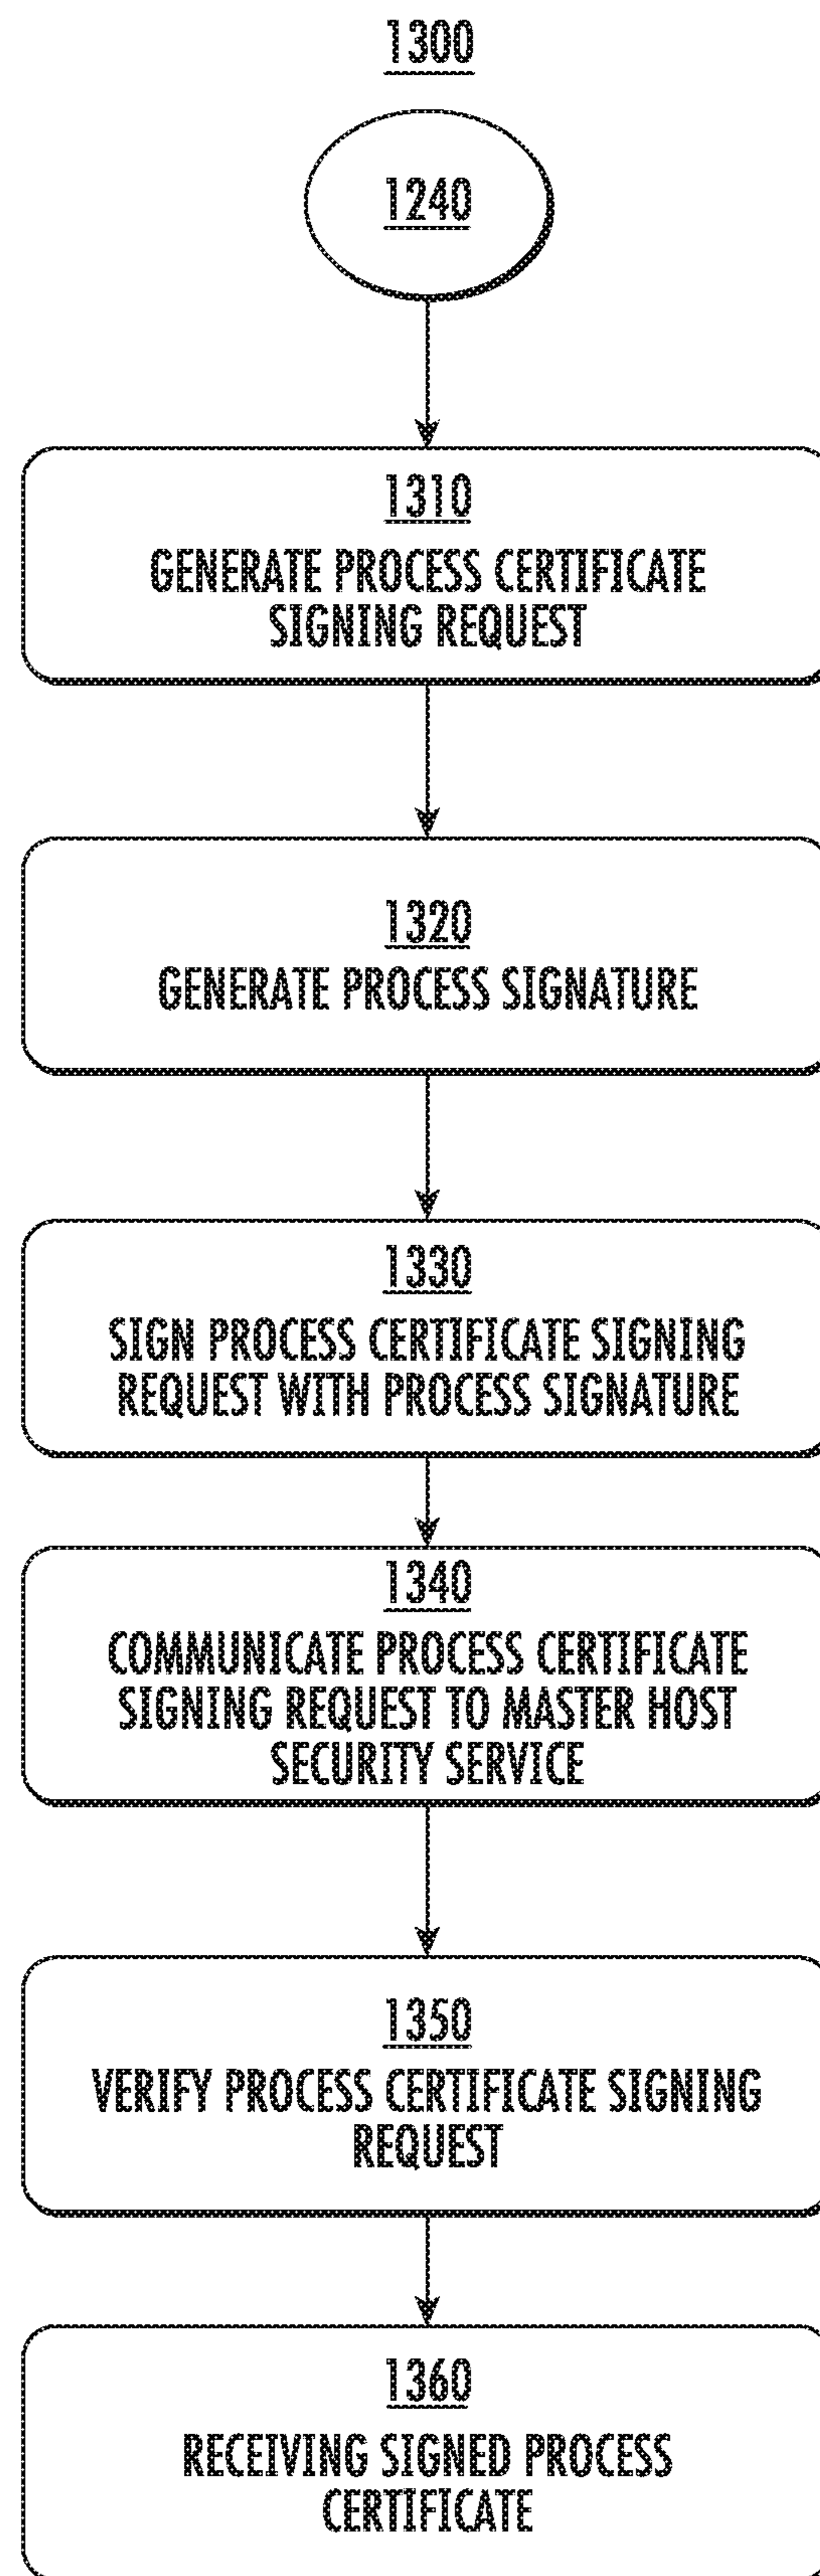 1300
1240
1310
GENERATE PROCESS CERTIFICATE
SIGNING REQUEST
1320
GENERATE PROCESS SIGNATURE
1330
SIGN PROCESS CERTIFICATE SIGNING
REQUEST WITH PROCESS SIGNATURE
1340
COMMUNICATE PROCESS CERTIFICATE
SIGNING REQUEST TO MASTER HOST
SECURITY SERVICE
1350
VERIFY PROCESS CERTIFICATE SIGNING
REQUEST
1360
RECEIVING SIGNED PROCESS
CERTIFICATE